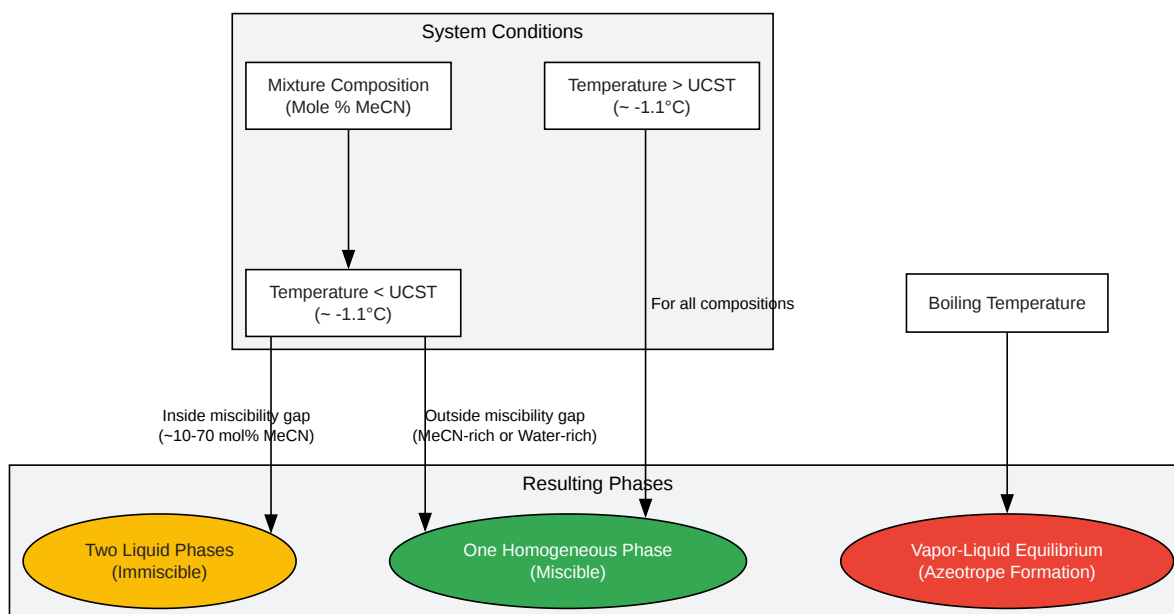 System Conditions
Mixture Composition
(Mole % MeCN)
Temperature > UCST
(~ -1.1°C)
Temperature < UCST
(~ -1.1°C)
For all compositions
Boiling Temperature
Inside miscibility gap
(~10-70 mol% MeCN)
Outside miscibility gap
(MeCN-rich or Water-rich)
Resulting Phases
Two Liquid Phases
(Immiscible)
One Homogeneous Phase
(Miscible)
Vapor-Liquid Equilibrium
(Azeotrope Formation)